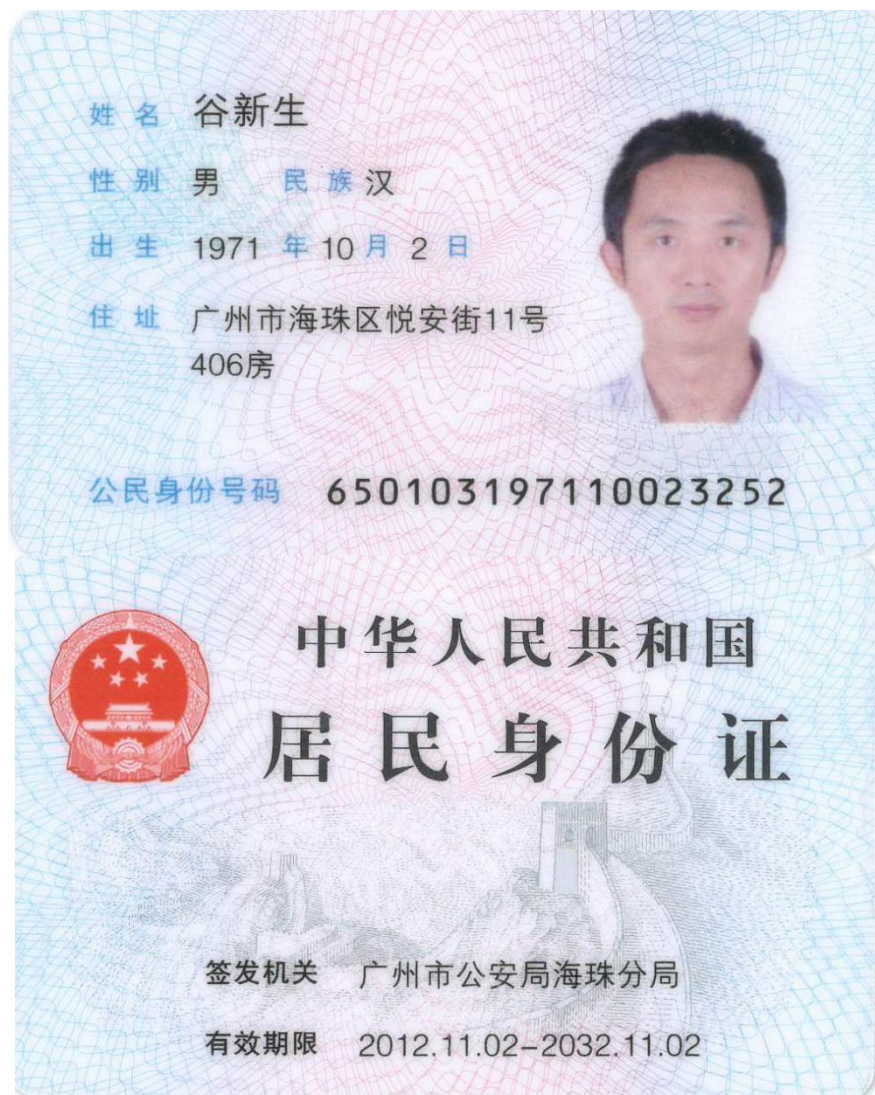 姓名 谷新生
性别 男 民族 汉
出生 1971 年 10 月 2 日
住址 广州市海珠区悦安街11号
406房
公民身份号码 650103197110023252
中华人民共和国
居民身份证
签发机关 广州市公安局海珠分局
有效期限 2012.11.02-2032.11.02